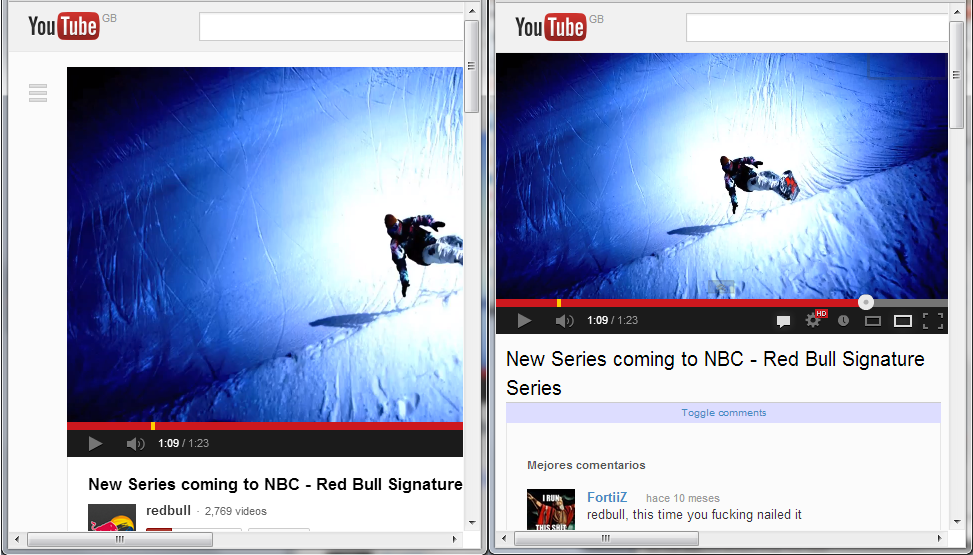 YouTube GB
1:09 / 1:23
New Series coming to NBC - Red Bull Signature
redbull · 2,769 videos
YouTube GB
HD
1:09 / 1:23
New Series coming to NBC - Red Bull Signature
Series
Toggle comments
Mejores comentarios
I RUN
THIS SHIT
FortiiZ hace 10 meses
redbull, this time you fucking nailed it